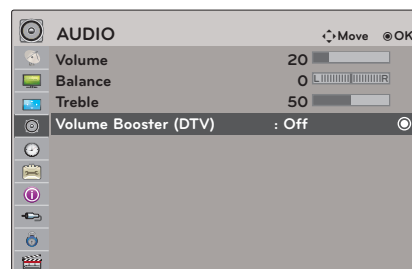 AUDIO Move OK
Volume 20
Balance 0 L R
Treble 50
Volume Booster (DTV) : Off